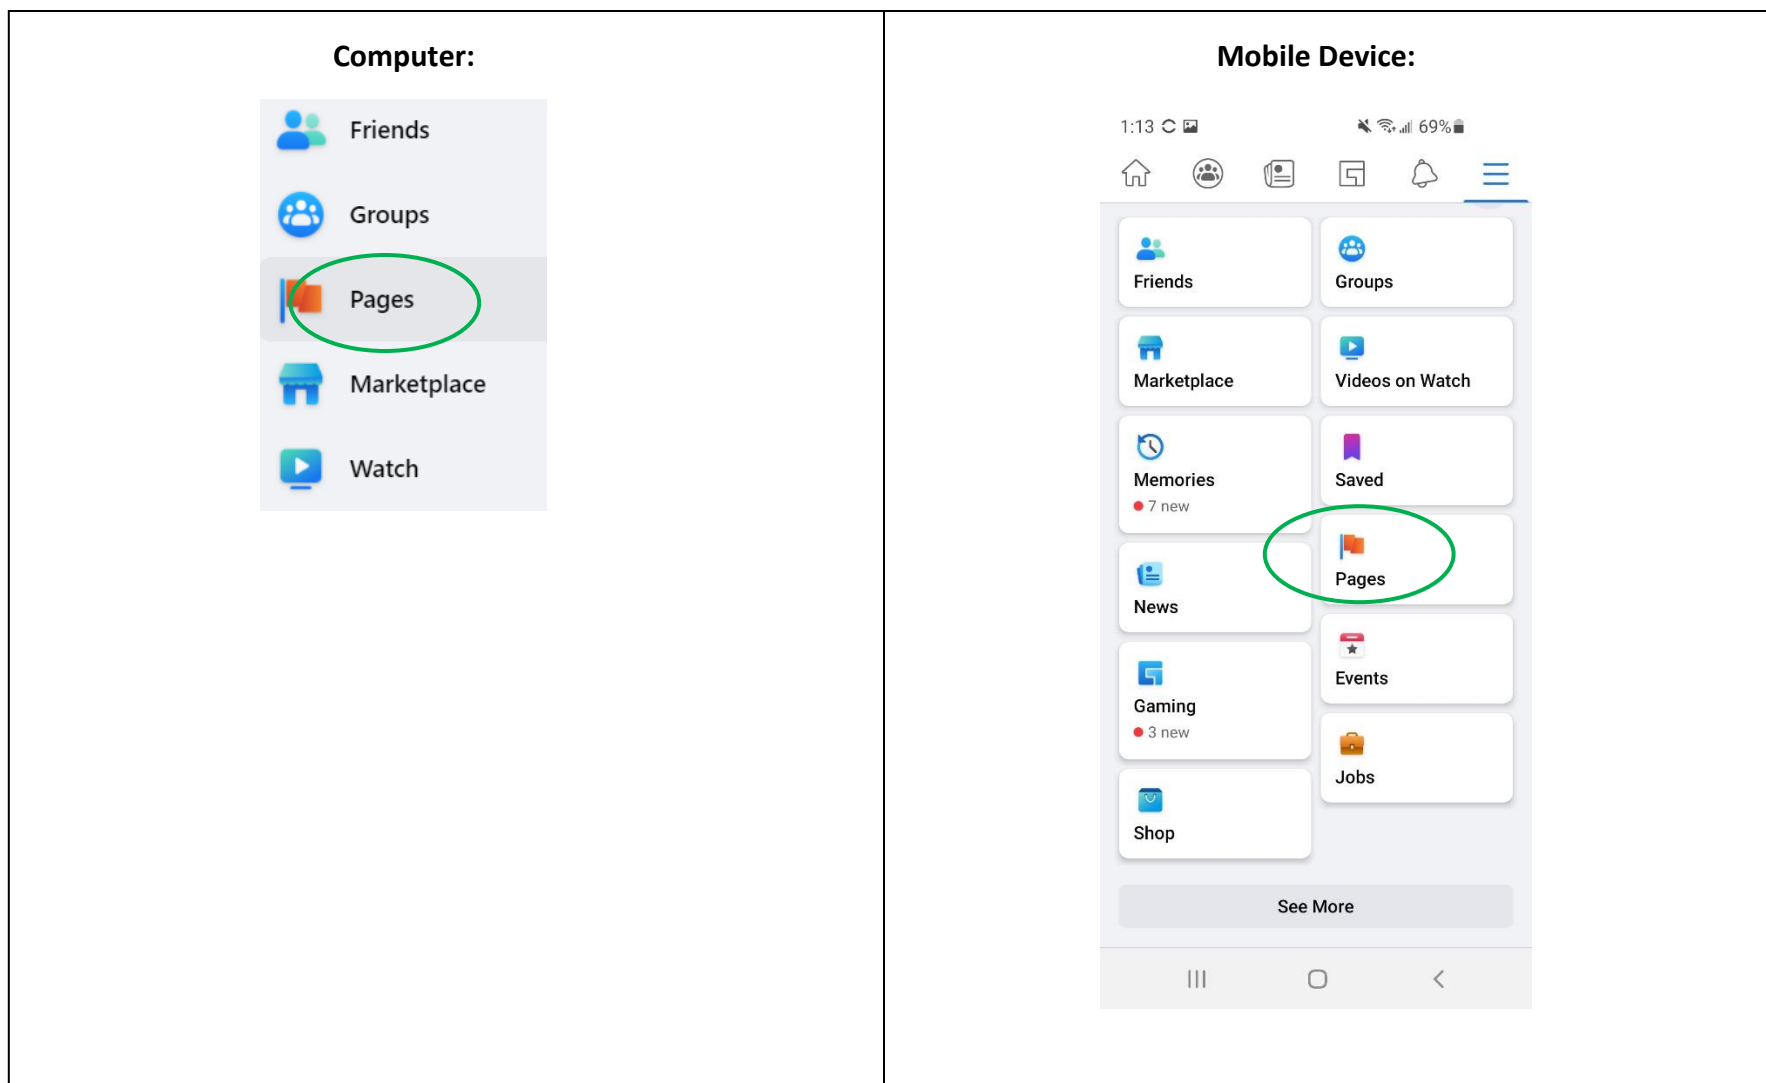 Computer:
Friends
Groups
Pages
Marketplace
Watch
Mobile Device:
1:13 69%
Friends
Groups
Marketplace
Videos on Watch
Memories
7 new
Saved
Pages
News
Events
Gaming
3 new
Jobs
Shop
See More